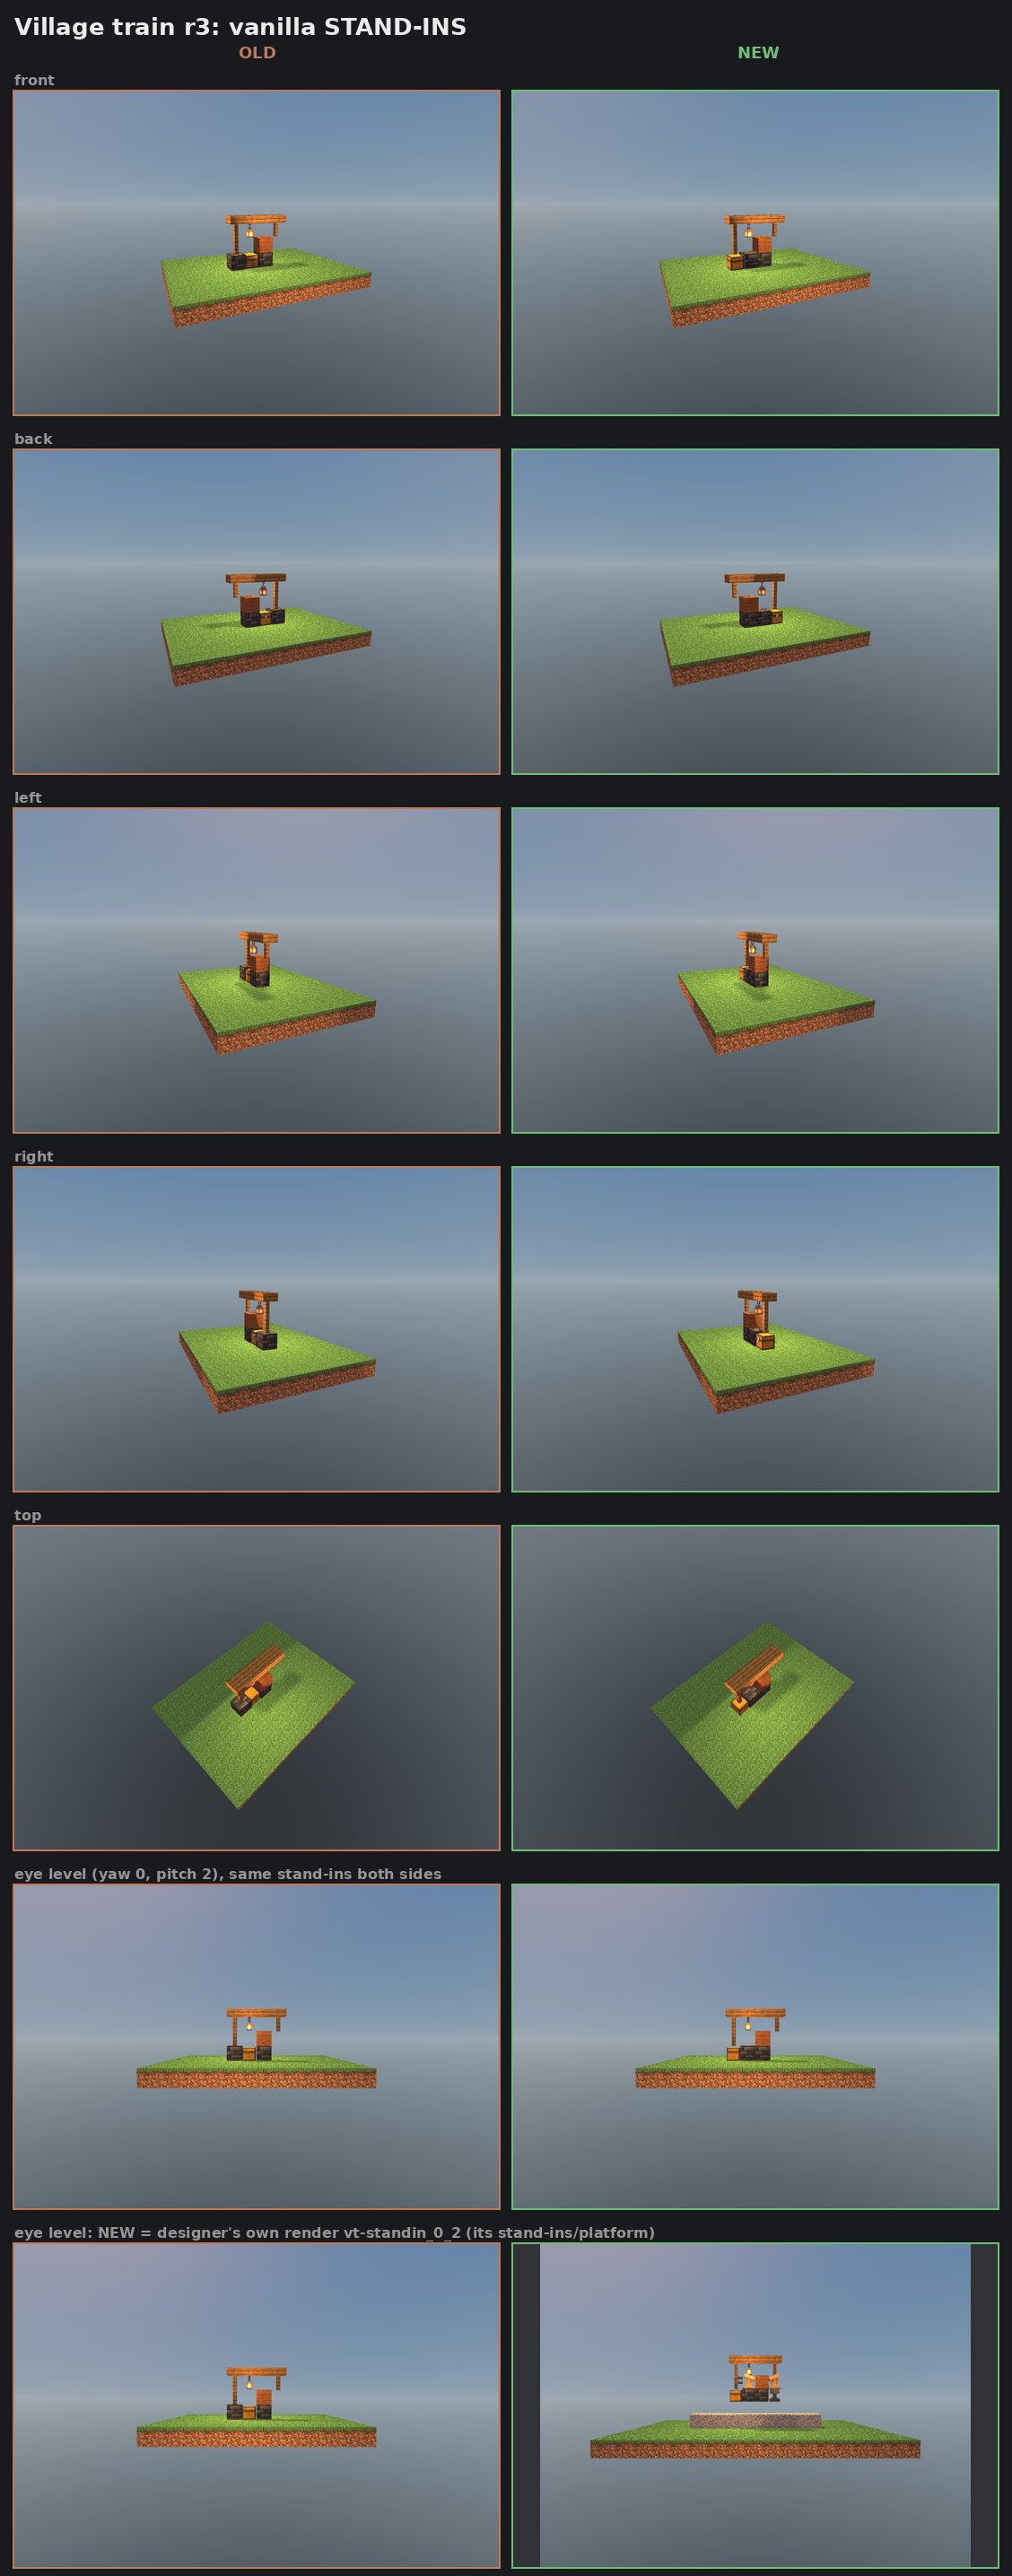 Village train r3: vanilla STAND-INS
OLD
NEW
front
back
left
right
top
eye level (yaw 0, pitch 2), same stand-ins both sides
eye level: NEW = designer's own render vt-standin_0_2 (its stand-ins/platform)